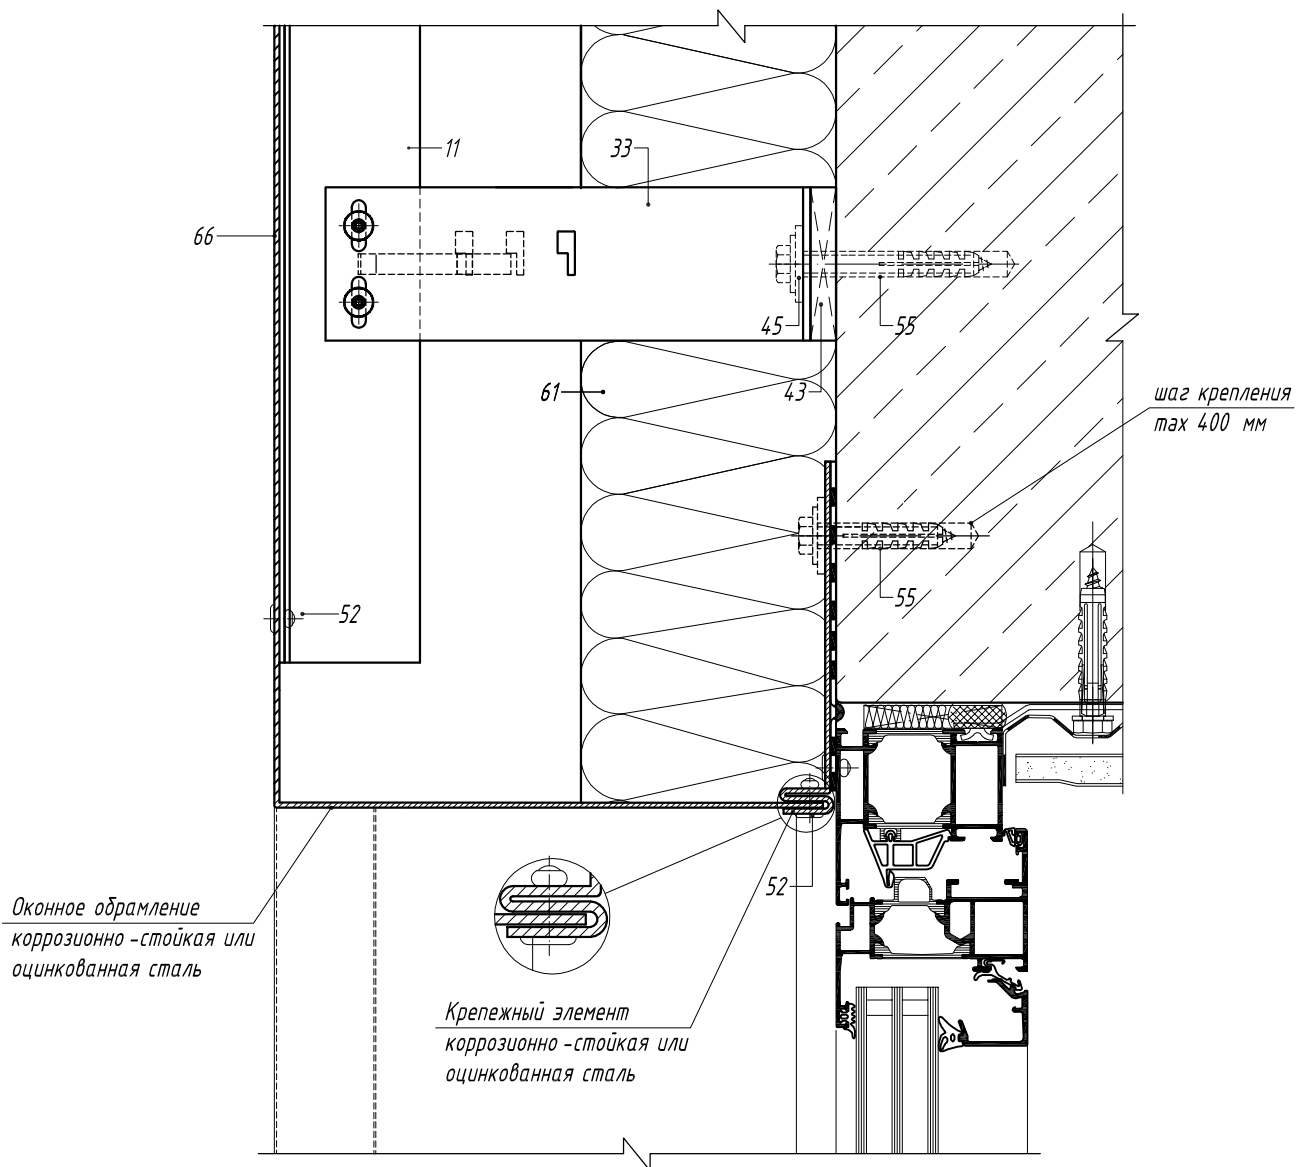 11
33
66
45
55
61
43
шаг крепления
max 400 мм
55
52
52
Оконное обрамление
коррозионно-стойкая или
оцинкованная сталь
Крепежный элемент
коррозионно-стойкая или
оцинкованная сталь